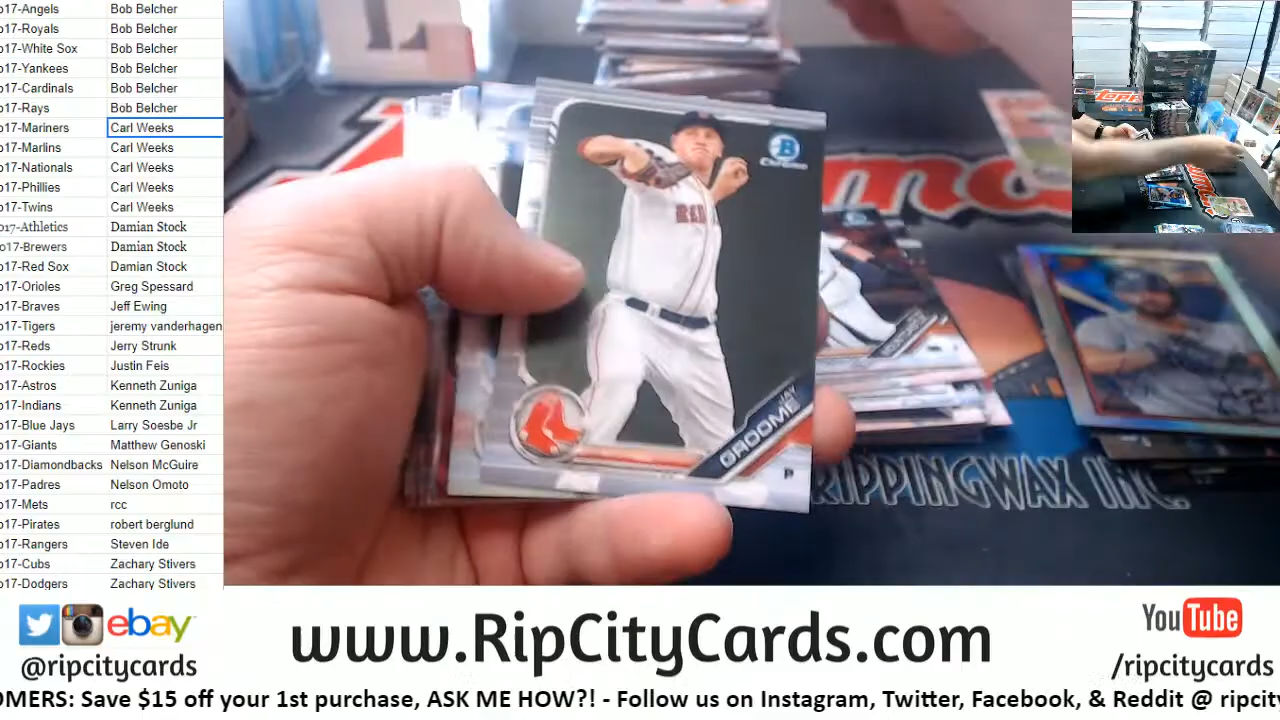 o17-Angels Bob Belcher
o17-Royals Bob Belcher
o17-White Sox Bob Belcher
o17-Yankees Bob Belcher
o17-Cardinals Bob Belcher
o17-Rays Bob Belcher
o17-Mariners Carl Weeks
o17-Marlins Carl Weeks
o17-Nationals Carl Weeks
o17-Phillies Carl Weeks
o17-Twins Carl Weeks
o17-Athletics Damian Stock
o17-Brewers Damian Stock
o17-Red Sox Damian Stock
o17-Orioles Greg Spessard
o17-Braves Jeff Ewing
o17-Tigers jeremy vanderhagen
o17-Reds Jerry Strunk
o17-Rockies Justin Feis
o17-Astros Kenneth Zuniga
o17-Indians Kenneth Zuniga
o17-Blue Jays Larry Soesbe Jr
o17-Giants Matthew Genoski
o17-Diamondbacks Nelson McGuire
o17-Padres Nelson Omoto
o17-Mets rcc
o17-Pirates robert berglund
o17-Rangers Steven Ide
o17-Cubs Zachary Stivers
o17-Dodgers Zachary Stivers
B
Chrome
RED
JAY
GROOME
P
RIPPINGWAX INC.
Topps
ebay
@ripcitycards
www.RipCityCards.com
YouTube
/ripcitycards
OMERS: Save $15 off your 1st purchase, ASK ME HOW?! - Follow us on Instagram, Twitter, Facebook, & Reddit @ ripcity